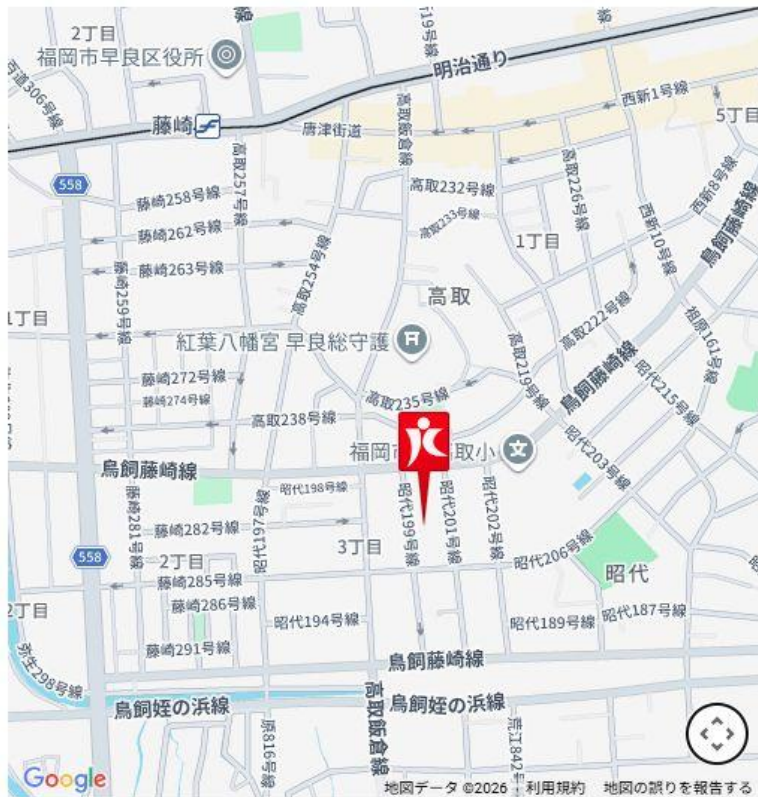 2丁目
号線
行19号線
福岡市早良区役所
明治通り
百道306号線
西新1号線
5丁目
藤崎
唐津街道
高取飯倉線
558
高取257号線
藤崎258号線
高取232号線
高取226号線
西新8号線
藤崎262号線
高取233号線
西新10号線
鳥飼藤崎線
1丁目
藤崎263号線
高取254号線
藤崎259号線
高取
1丁目
紅葉八幡宮 早良総守護
高取222号線
祖原161号線
高取219号線
藤崎272号線
高取235号線
鳥飼藤崎線
昭代215号線
藤崎274号線
高取238号線
福岡市
取小
昭代203号線
鳥飼藤崎線
昭代198号線
昭代199号線
昭代201号線
昭代202号線
藤崎281号線
藤崎282号線
昭代297号線
3丁目
558
2丁目
昭代206号線
藤崎285号線
昭代
2丁目
藤崎286号線
昭代194号線
昭代189号線
昭代187号線
弥生298号線
藤崎291号線
鳥飼藤崎線
鳥飼姪の浜線
高取飯倉線
鳥飼姪の浜線
原816号線
荒江842号
Google
地図データ ©2026
利用規約
地図の誤りを報告する